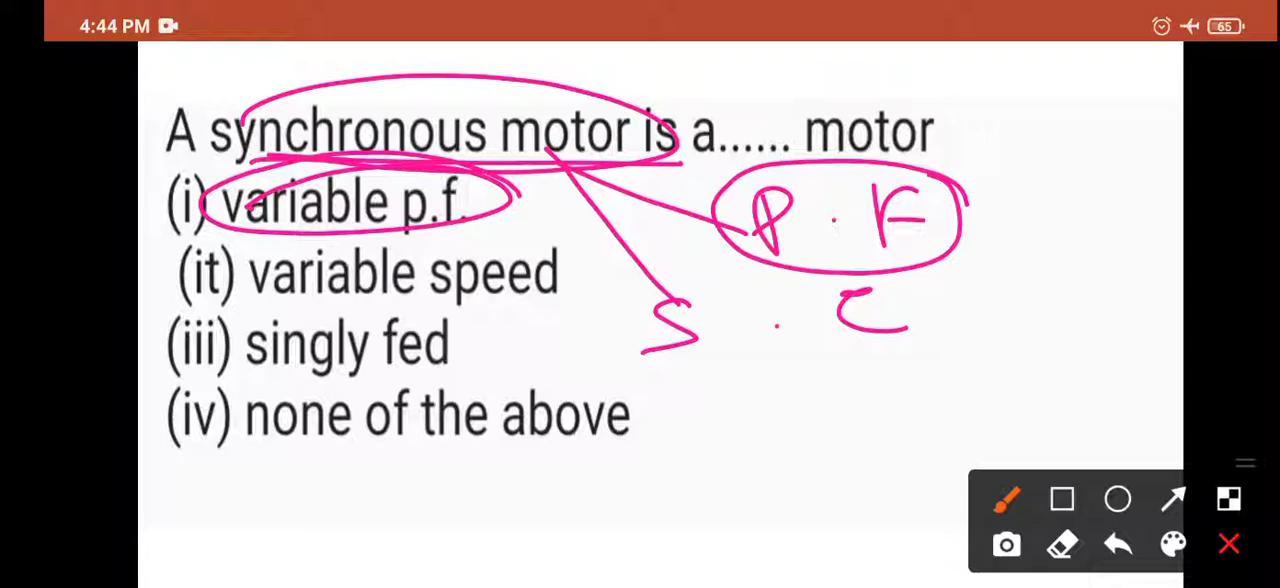 4:44 PM
65
A synchronous motor is a...... motor
(i) variable p.f.
P . F
(it) variable speed
S . C
(iii) singly fed
(iv) none of the above